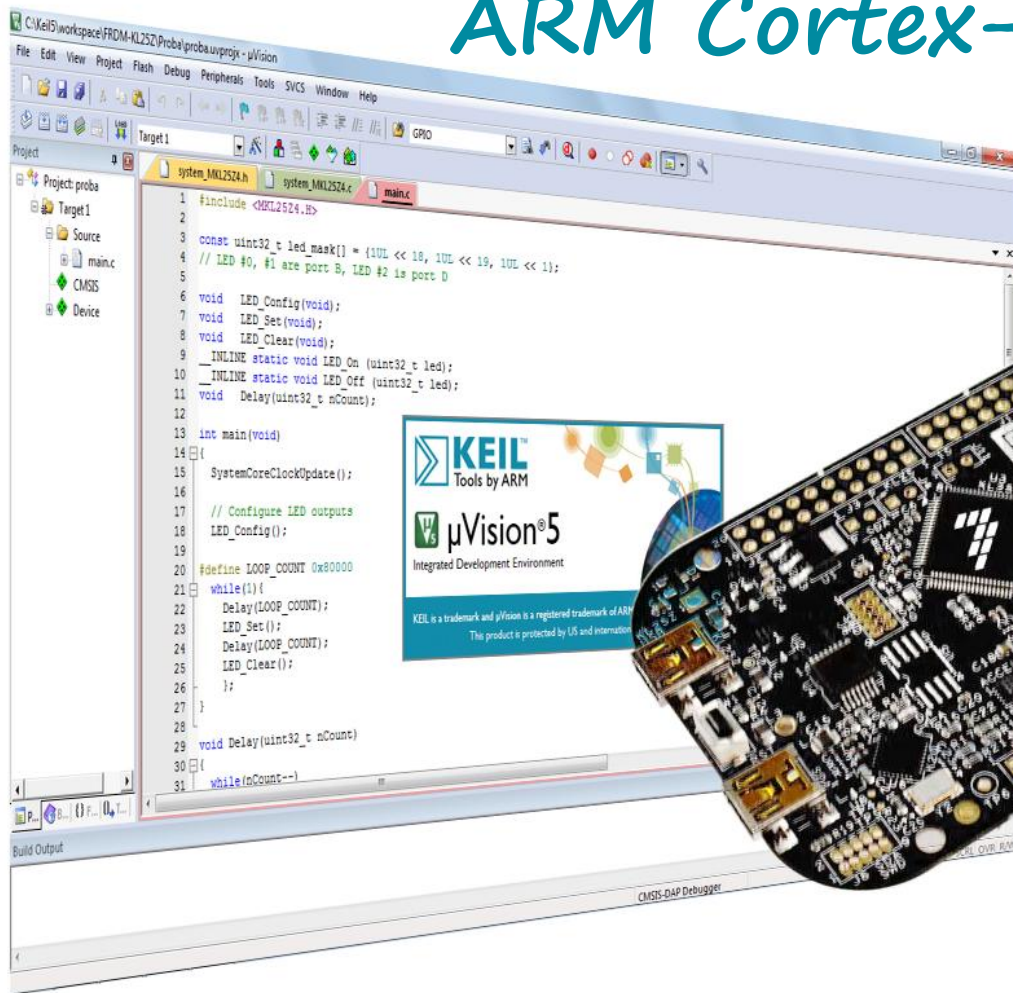 ARM Cortex-
C:\Keil5\workspace\FRDM-KL25Z\Proba\proba.uvprojx - µVision
File Edit View Project Flash Debug Peripherals Tools SVCS Window Help
Target 1
GPIO
Project
Project: proba
Target 1
Source
main.c
CMSIS
Device
system_MKL25Z4.h system_MKL25Z4.c main.c
1 #include <MKL25Z4.H>
2
3 const uint32_t led_mask[] = {1UL << 18, 1UL << 19, 1UL << 1};
4 // LED #0, #1 are port B, LED #2 is port D
5
6 void LED_Config(void);
7 void LED_Set(void);
8 void LED_Clear(void);
9 __INLINE static void LED_On (uint32_t led);
10 __INLINE static void LED_Off (uint32_t led);
11 void Delay(uint32_t nCount);
12
13 int main(void)
14 {
15 SystemCoreClockUpdate();
16
17 // Configure LED outputs
18 LED_Config();
19
20 #define LOOP_COUNT 0x80000
21 while(1){
22 Delay(LOOP_COUNT);
23 LED_Set();
24 Delay(LOOP_COUNT);
25 LED_Clear();
26 };
27 }
28
29 void Delay(uint32_t nCount)
30 {
31 while(nCount--)
KEIL™
Tools by ARM
µVision®5
Integrated Development Environment
KEIL is a trademark and µVision is a registered trademark of ARM
This product is protected by US and internation
P... B... {} F... 0 T...
Build Output
CMSIS-DAP Debugger
OVR R/W